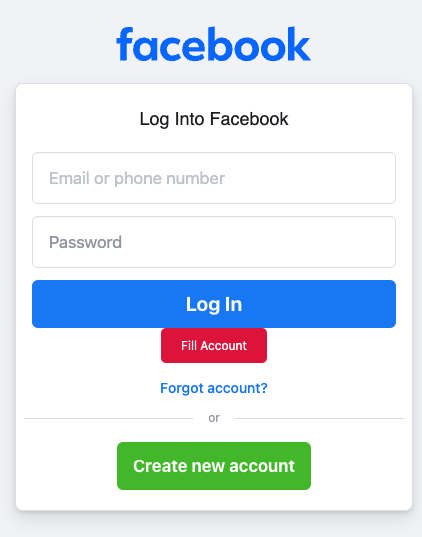 facebook
Log Into Facebook
Email or phone number
Password
Log In
Fill Account
Forgot account?
or
Create new account